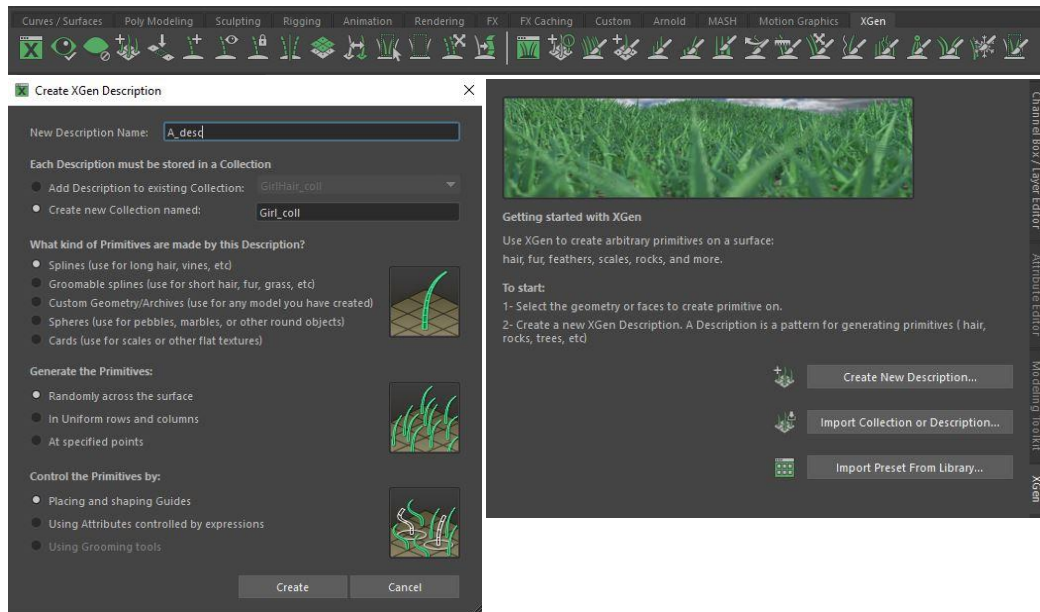 Curves / Surfaces Poly Modeling Sculpting Rigging Animation Rendering FX FX Caching Custom Arnold MASH Motion Graphics XGen
Create XGen Description
New Description Name: A_desc
Each Description must be stored in a Collection
Add Description to existing Collection: GirlHair_coll
Create new Collection named: Girl_coll
What kind of Primitives are made by this Description?
Splines (use for long hair, vines, etc)
Groomable splines (use for short hair, fur, grass, etc)
Custom Geometry/Archives (use for any model you have created)
Spheres (use for pebbles, marbles, or other round objects)
Cards (use for scales or other flat textures)
Generate the Primitives:
Randomly across the surface
In Uniform rows and columns
At specified points
Control the Primitives by:
Placing and shaping Guides
Using Attributes controlled by expressions
Using Grooming tools
Create Cancel
Getting started with XGen
Use XGen to create arbitrary primitives on a surface:
hair, fur, feathers, scales, rocks, and more.
To start:
1- Select the geometry or faces to create primitive on.
2- Create a new XGen Description. A Description is a pattern for generating primitives ( hair,
rocks, trees, etc)
Create New Description...
Import Collection or Description...
Import Preset From Library...
Channel Box / Layer Editor
Attribute Editor
Modeling Toolkit
XGen